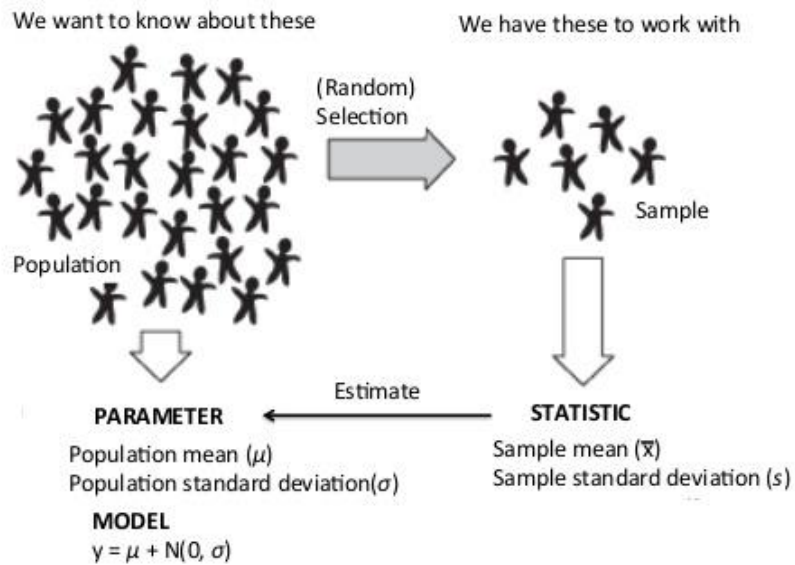 We want to know about these
We have these to work with
(Random)
Selection
Sample
Population
Estimate
PARAMETER
STATISTIC
Population mean (μ)
Population standard deviation(σ)
Sample mean (x̄)
Sample standard deviation (s)
MODEL
y = μ + N(0, σ)